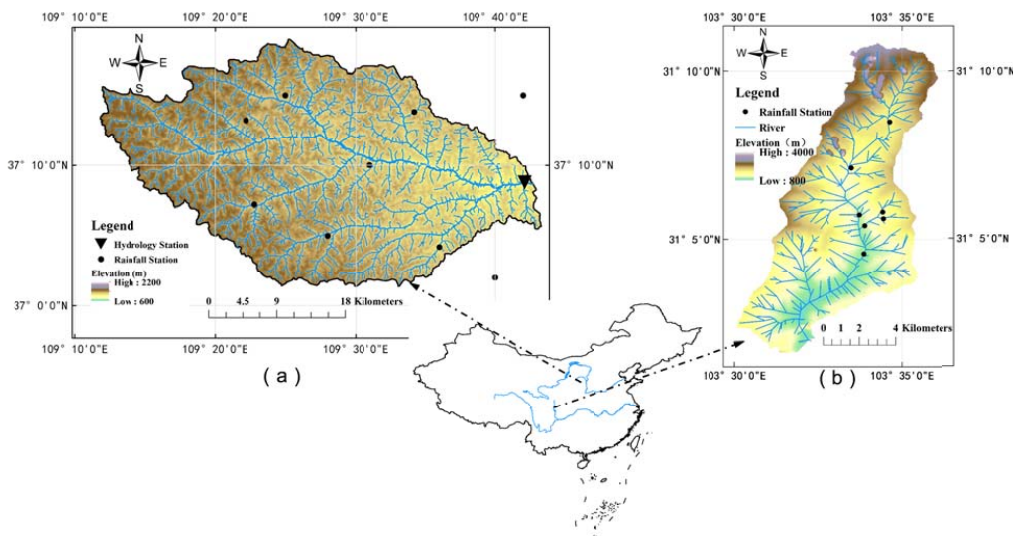 109° 10'0"E 109° 20'0"E 109° 30'0"E 109° 40'0"E
N
W E
S
37° 10'0"N 37° 10'0"N
Legend
Hydrology Station
Rainfall Station
Elevation (m)
High : 2200
Low : 600
37° 0'0"N
0 4.5 9 18 Kilometers
109° 10'0"E 109° 20'0"E 109° 30'0"E 109° 40'0"E
( a )
103° 30'0"E 103° 35'0"E
N
W E
S
31° 10'0"N 31° 10'0"N
Legend
Rainfall Station
River
Elevation（m）
High : 4000
Low : 800
31° 5'0"N 31° 5'0"N
0 1 2 4 Kilometers
103° 30'0"E 103° 35'0"E
( b )